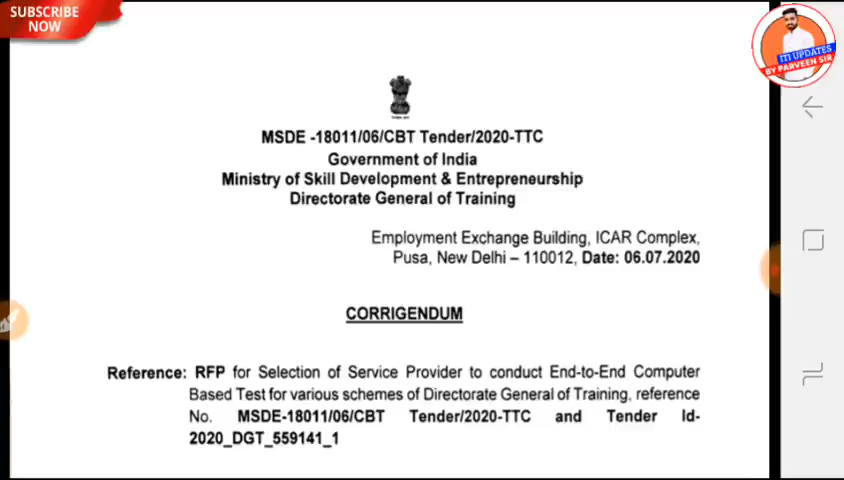 SUBSCRIBE
NOW
ITI UPDATES
BY PARVEEN SIR
MSDE -18011/06/CBT Tender/2020-TTC
Government of India
Ministry of Skill Development & Entrepreneurship
Directorate General of Training
Employment Exchange Building, ICAR Complex,
Pusa, New Delhi – 110012, Date: 06.07.2020
CORRIGENDUM
Reference: RFP for Selection of Service Provider to conduct End-to-End Computer
Based Test for various schemes of Directorate General of Training, reference
No. MSDE-18011/06/CBT Tender/2020-TTC and Tender Id-
2020_DGT_559141_1